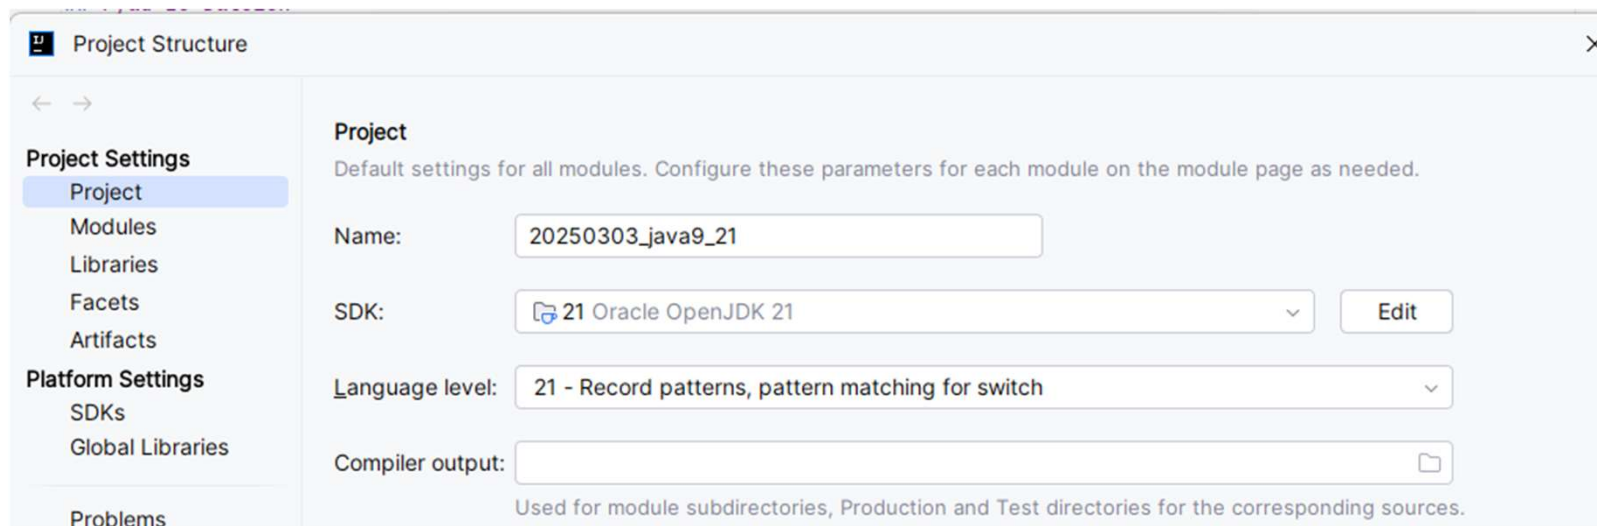 Project Structure
Project Settings
Project
Modules
Libraries
Facets
Artifacts
Platform Settings
SDKs
Global Libraries
Problems
Project
Default settings for all modules. Configure these parameters for each module on the module page as needed.
Name: 20250303_java9_21
SDK: 21 Oracle OpenJDK 21 Edit
Language level: 21 - Record patterns, pattern matching for switch
Compiler output:
Used for module subdirectories, Production and Test directories for the corresponding sources.